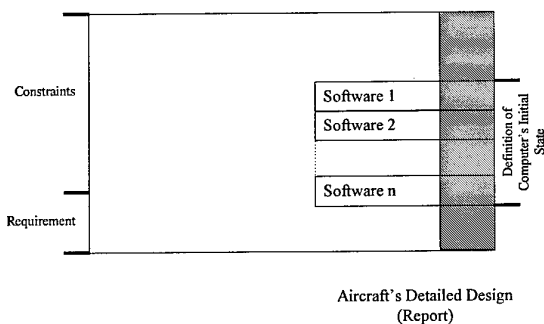 Constraints
Software 1
Software 2
Software n
Requirement
Definition of
Computer's Initial
State
Aircraft's Detailed Design
(Report)